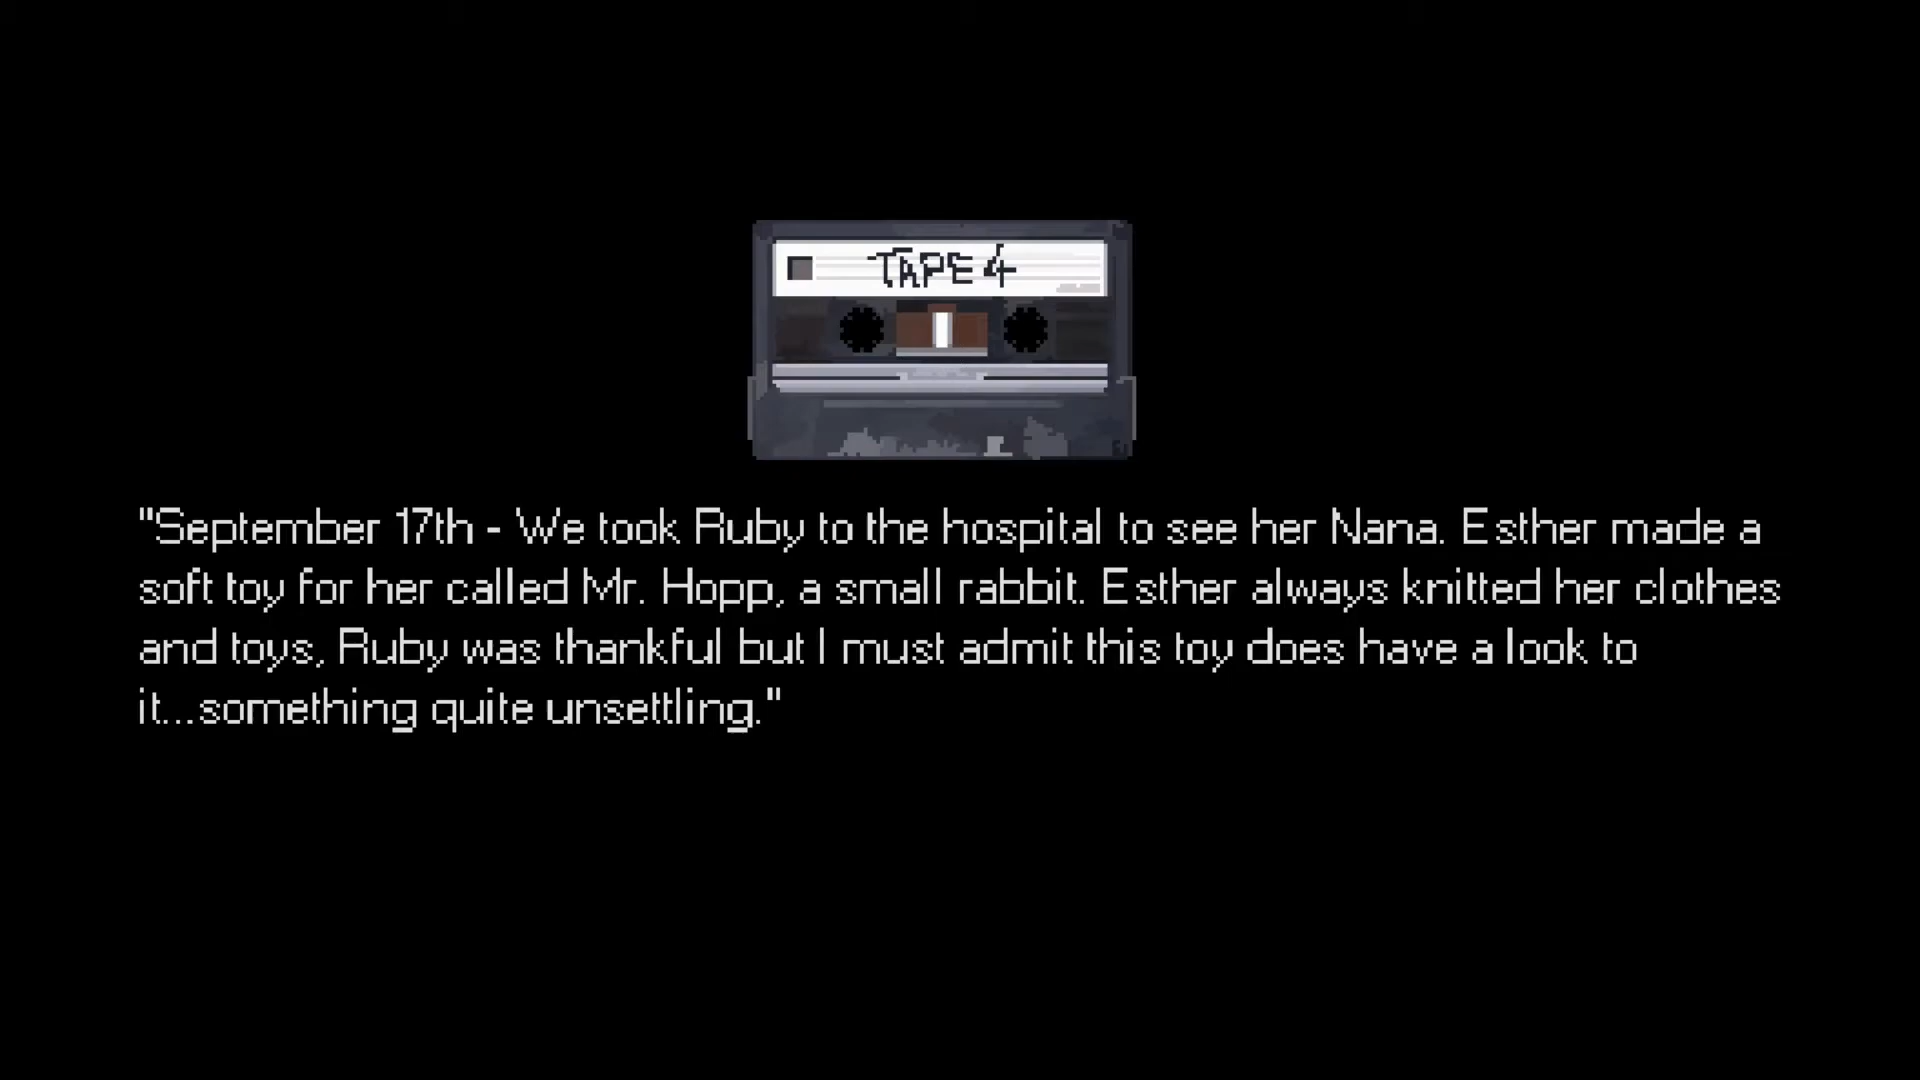 TAPE 4
"September 17th - We took Ruby to the hospital to see her Nana. Esther made a
soft toy for her called Mr. Hopp, a small rabbit. Esther always knitted her clothes
and toys, Ruby was thankful but I must admit this toy does have a look to
it...something quite unsettling."